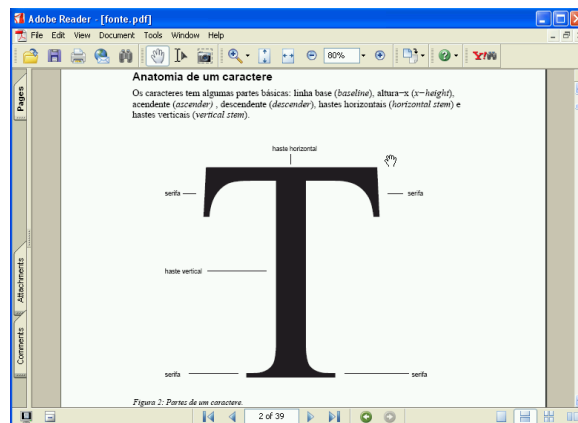 Adobe Reader - [fonte.pdf]
File Edit View Document Tools Window Help
80%
Y!
Pages
Anatomia de um caractere
Os caracteres tem algumas partes básicas: linha base (baseline), altura−x (x−height),
acendente (ascender) , descendente (descender), hastes horizontais (horizontal stem) e
hastes verticais (vertical stem).
haste horizontal
serifa
serifa
haste vertical
Attachments
Comments
serifa
serifa
Figura 2: Partes de um caractere.
2 of 39